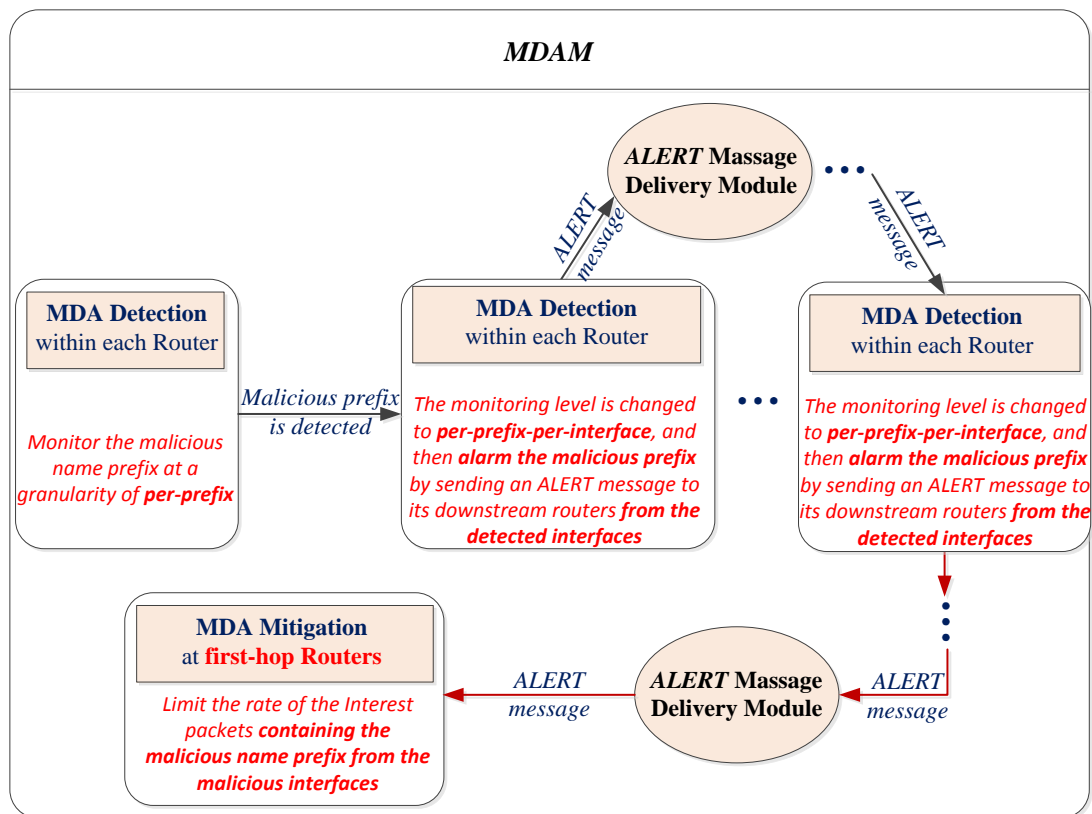 MDAM
ALERT Massage
Delivery Module
ALERT
message
ALERT
message
MDA Detection
within each Router
Monitor the malicious
name prefix at a
granularity of per-prefix
Malicious prefix
is detected
MDA Detection
within each Router
The monitoring level is changed
to per-prefix-per-interface, and
then alarm the malicious prefix
by sending an ALERT message to
its downstream routers from the
detected interfaces
MDA Detection
within each Router
The monitoring level is changed
to per-prefix-per-interface, and
then alarm the malicious prefix
by sending an ALERT message to
its downstream routers from the
detected interfaces
MDA Mitigation
at first-hop Routers
Limit the rate of the Interest
packets containing the
malicious name prefix from the
malicious interfaces
ALERT
message
ALERT Massage
Delivery Module
ALERT
message